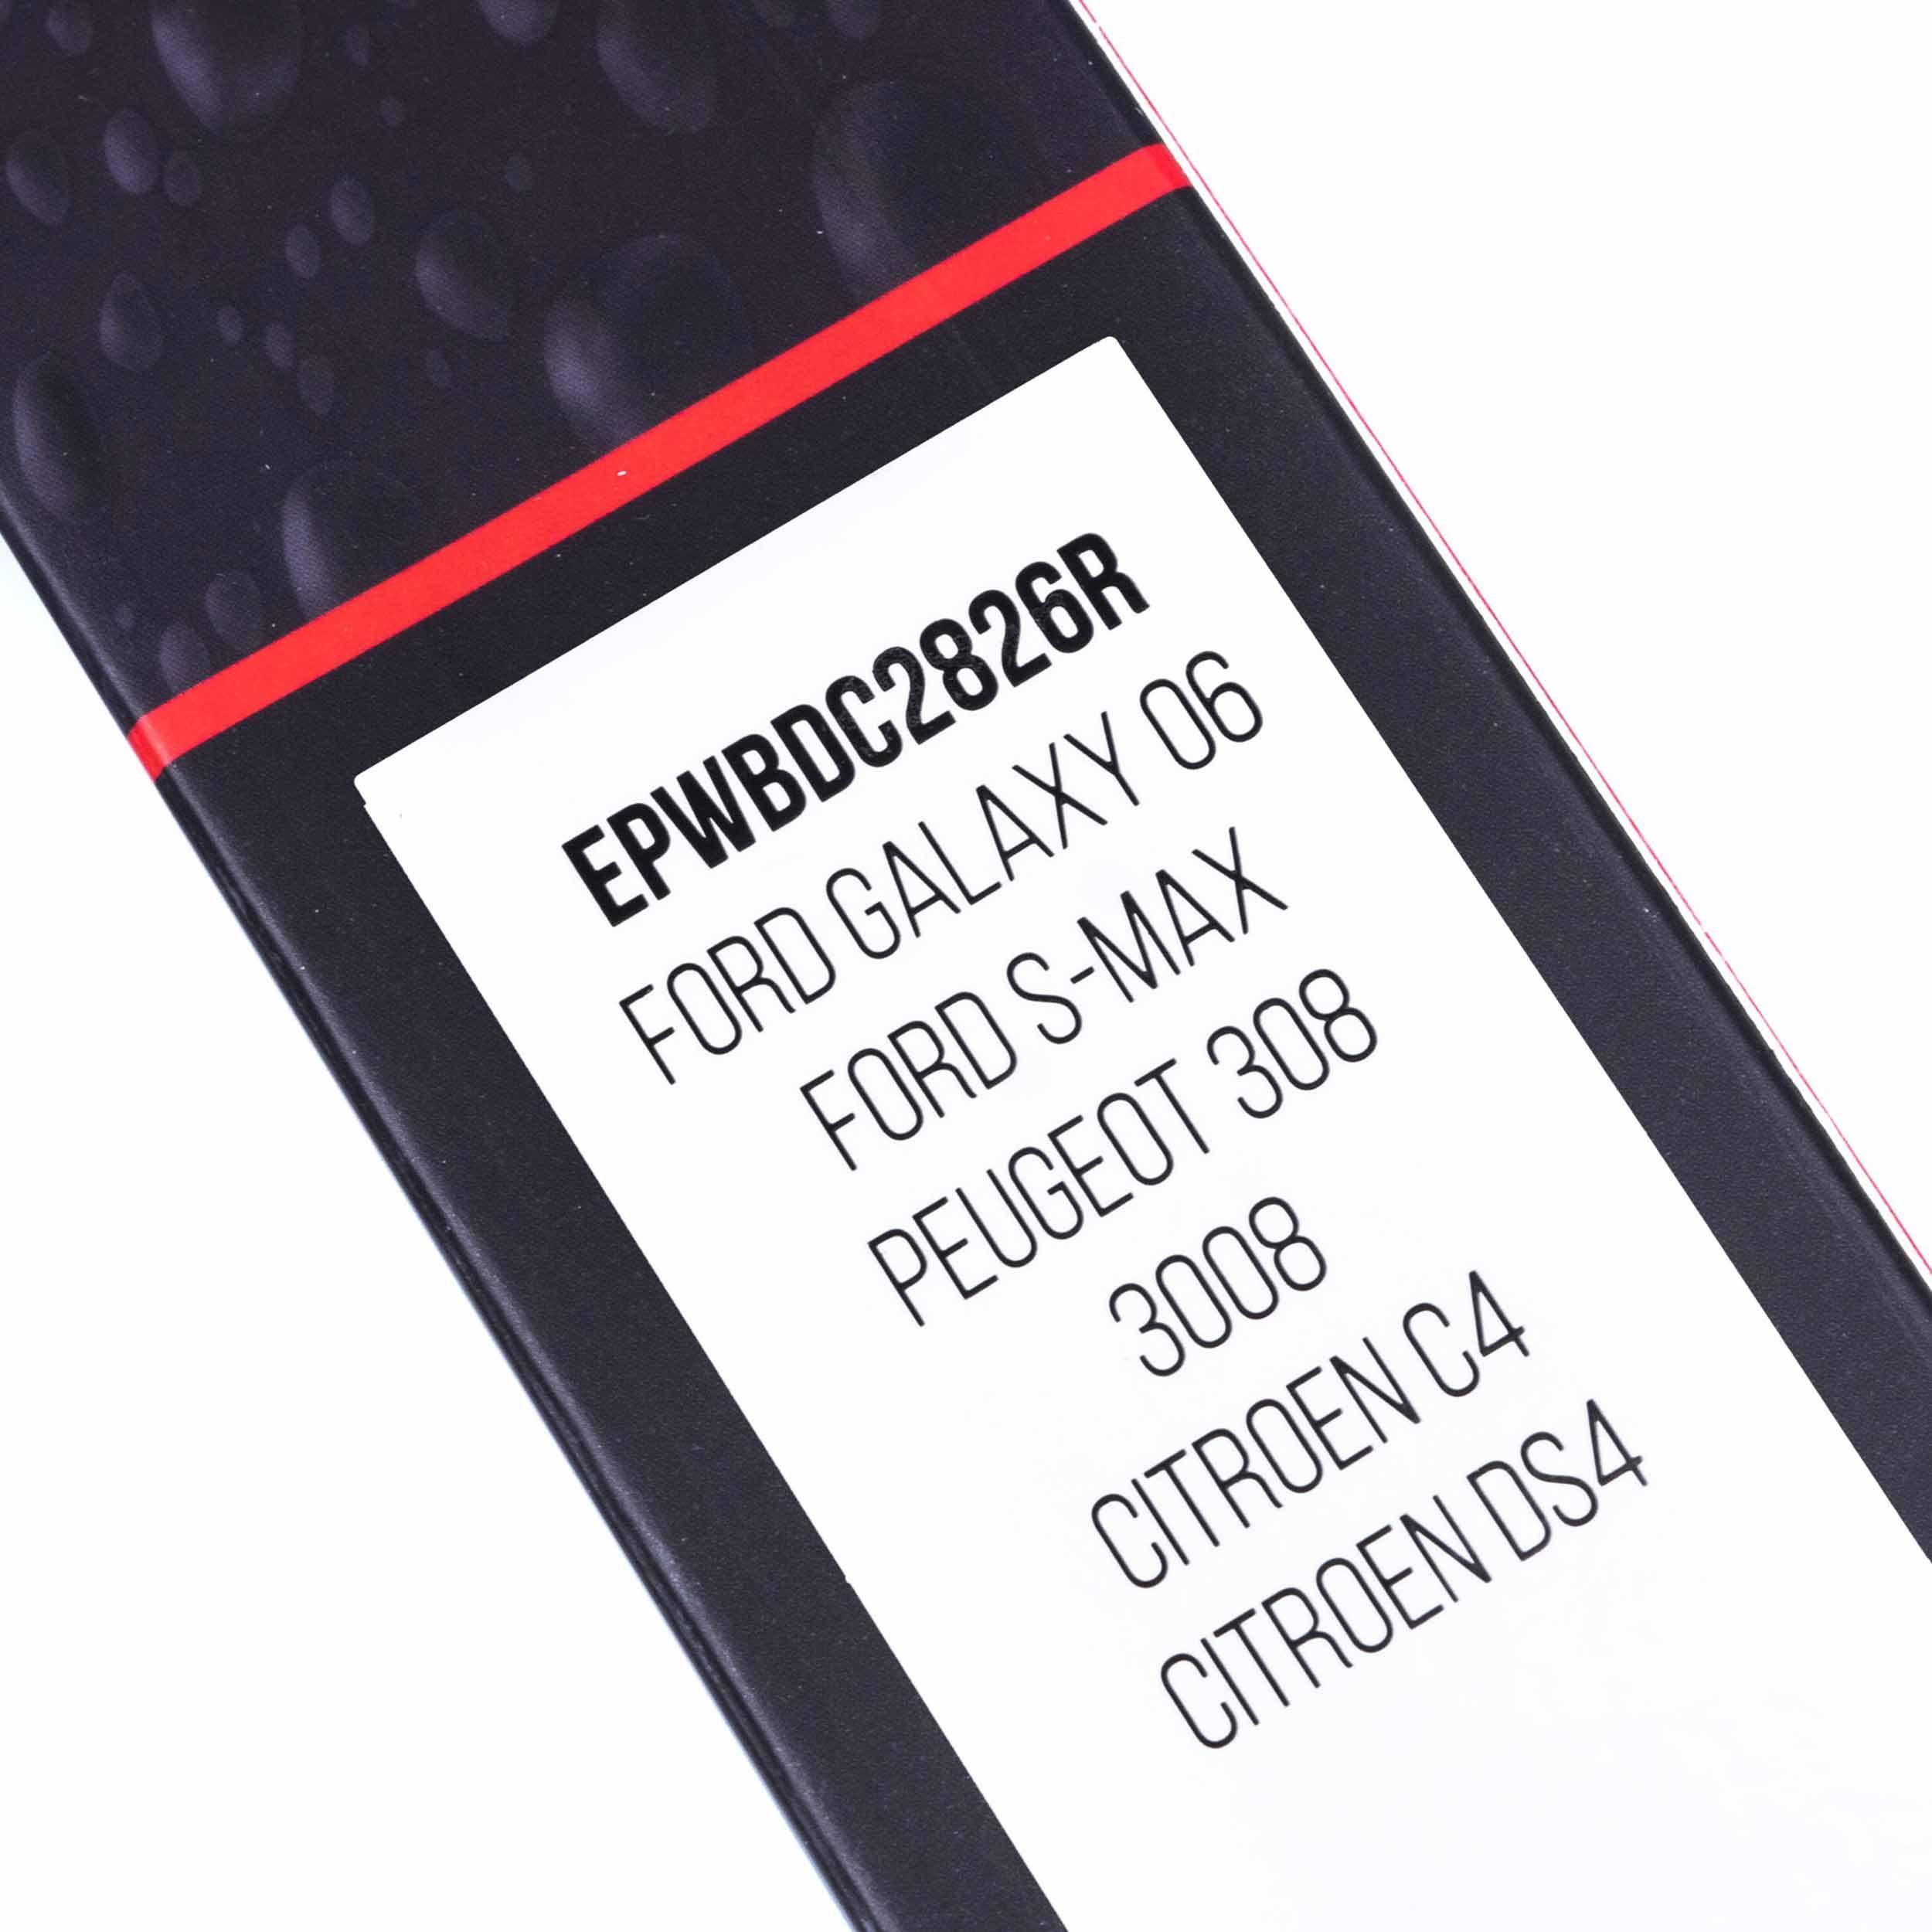 EPWBDC2826R
FORD GALAXY 06
FORD S-MAX
PEUGEOT 308
3008
CITROEN C4
CITROEN DS4